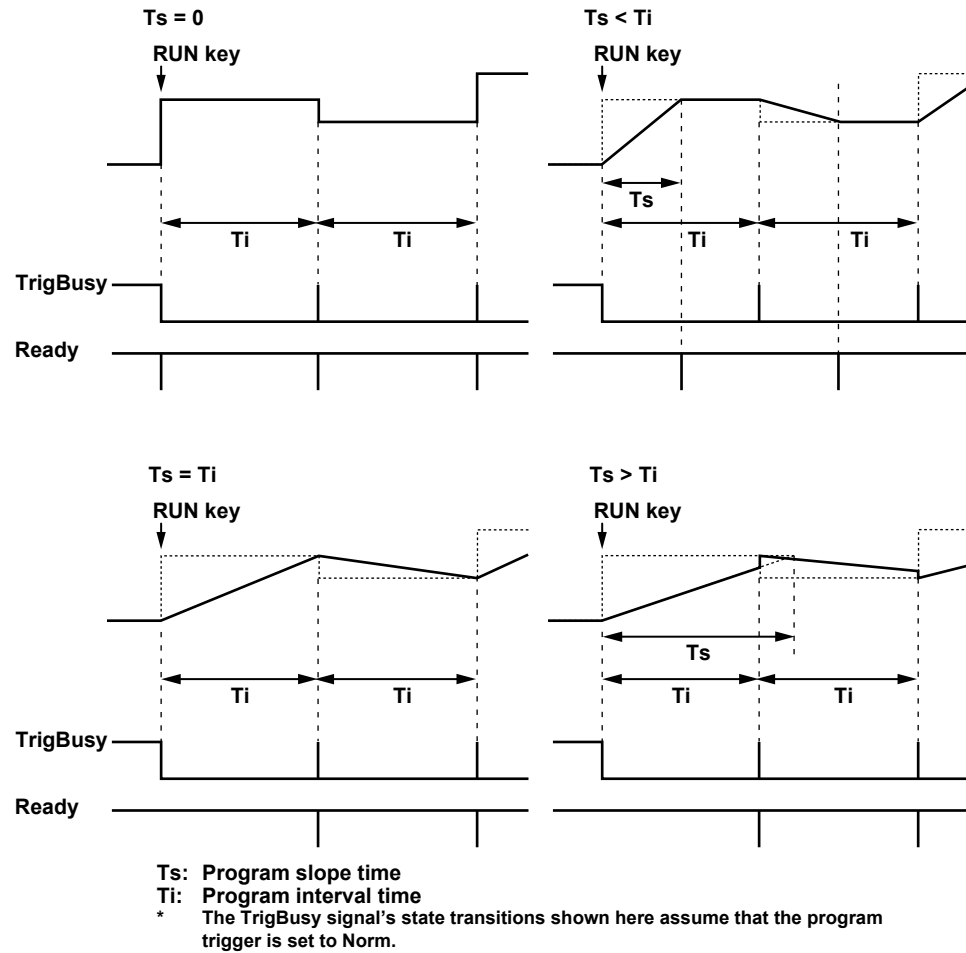 Ts = 0
RUN key
Ti
Ti
TrigBusy
Ready
Ts < Ti
RUN key
Ts
Ti
Ti
Ts = Ti
RUN key
Ti
Ti
TrigBusy
Ready
Ts > Ti
RUN key
Ts
Ti
Ti
Ts: Program slope time
Ti: Program interval time
* The TrigBusy signal's state transitions shown here assume that the program
trigger is set to Norm.